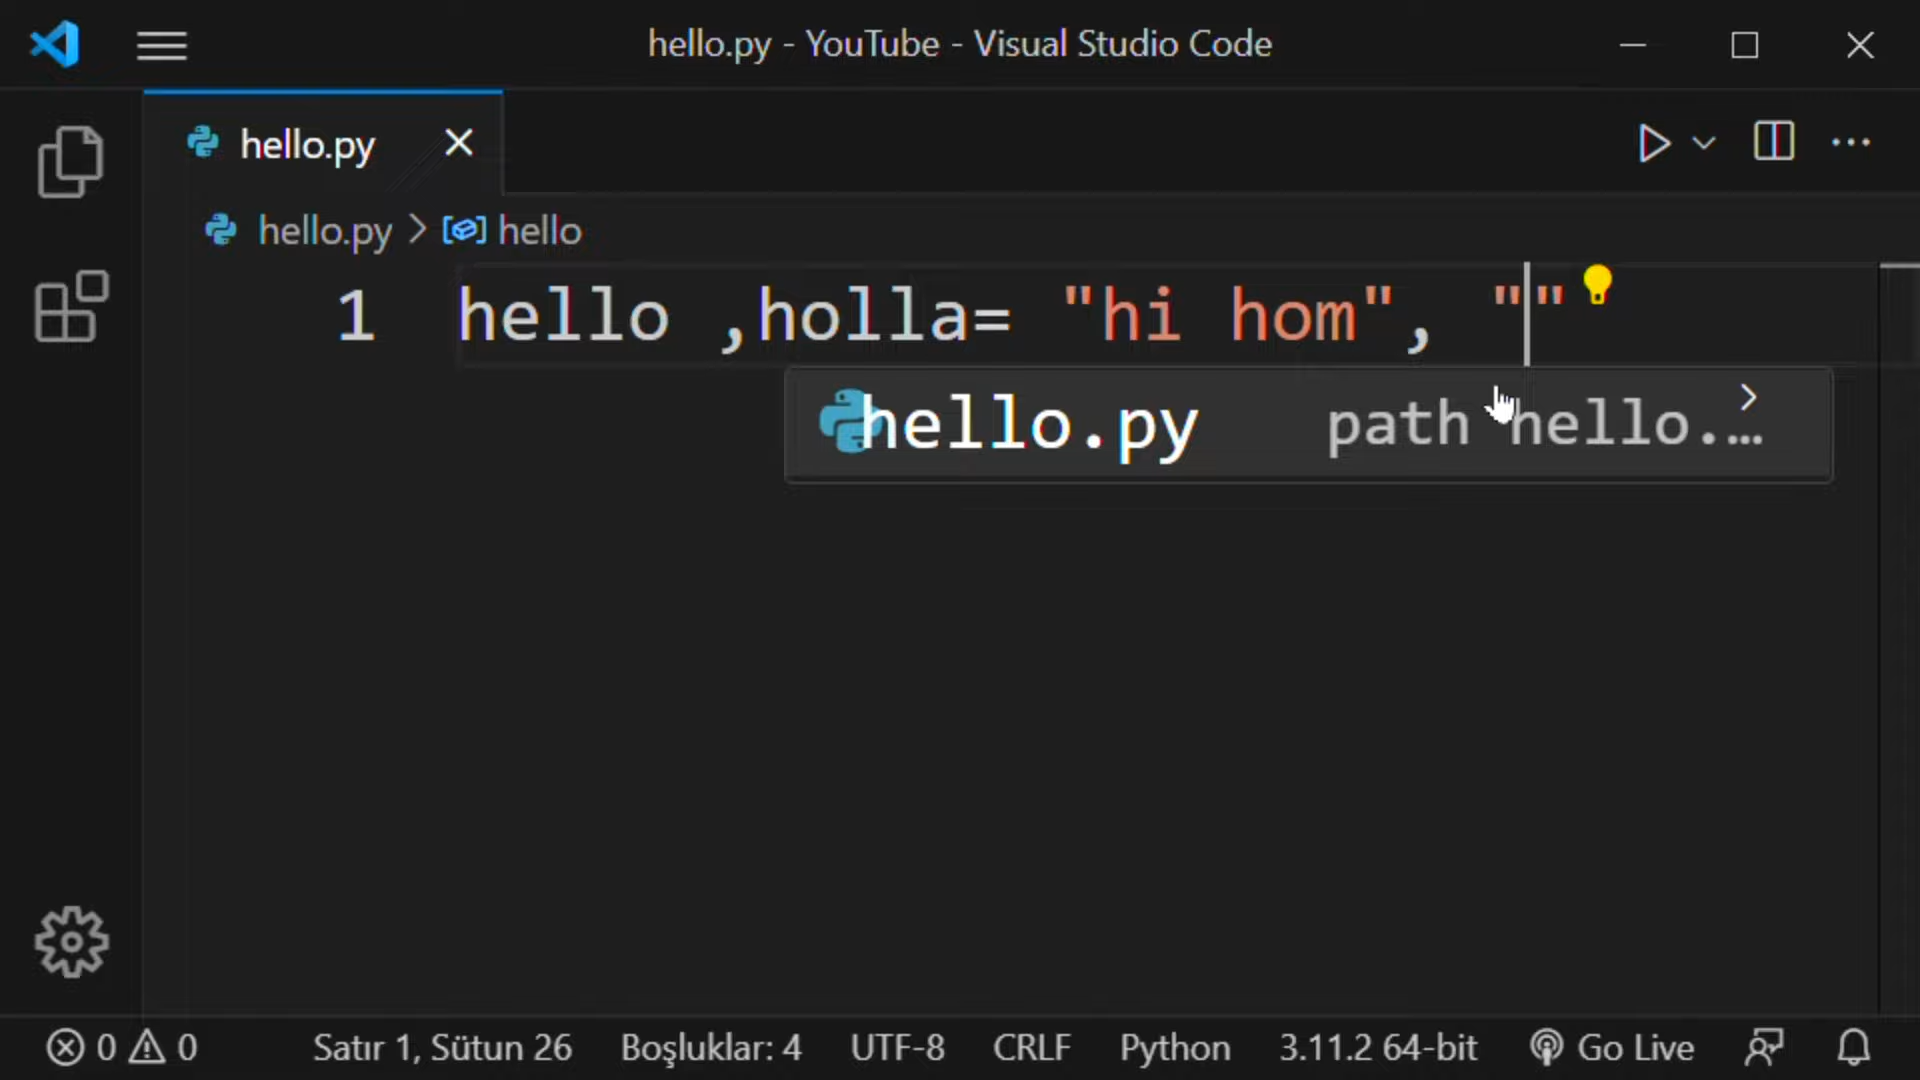 hello.py - YouTube - Visual Studio Code
hello.py
hello.py > hello
1 hello ,holla= "hi hom", ""
hello.py path hello.…
0 0 Satır 1, Sütun 26 Boşluklar: 4 UTF-8 CRLF Python 3.11.2 64-bit Go Live